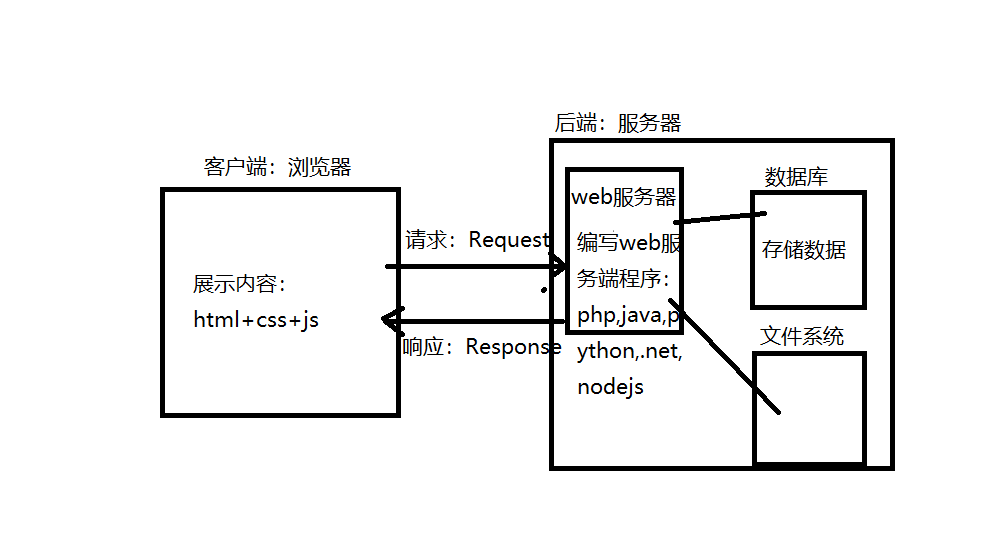 后端：服务器
客户端：浏览器
数据库
web服务器
请求：Request
编写web服
务端程序：
存储数据
展示内容：
html+css+js
php,java,p
ython,.net,
nodejs
响应：Response
文件系统